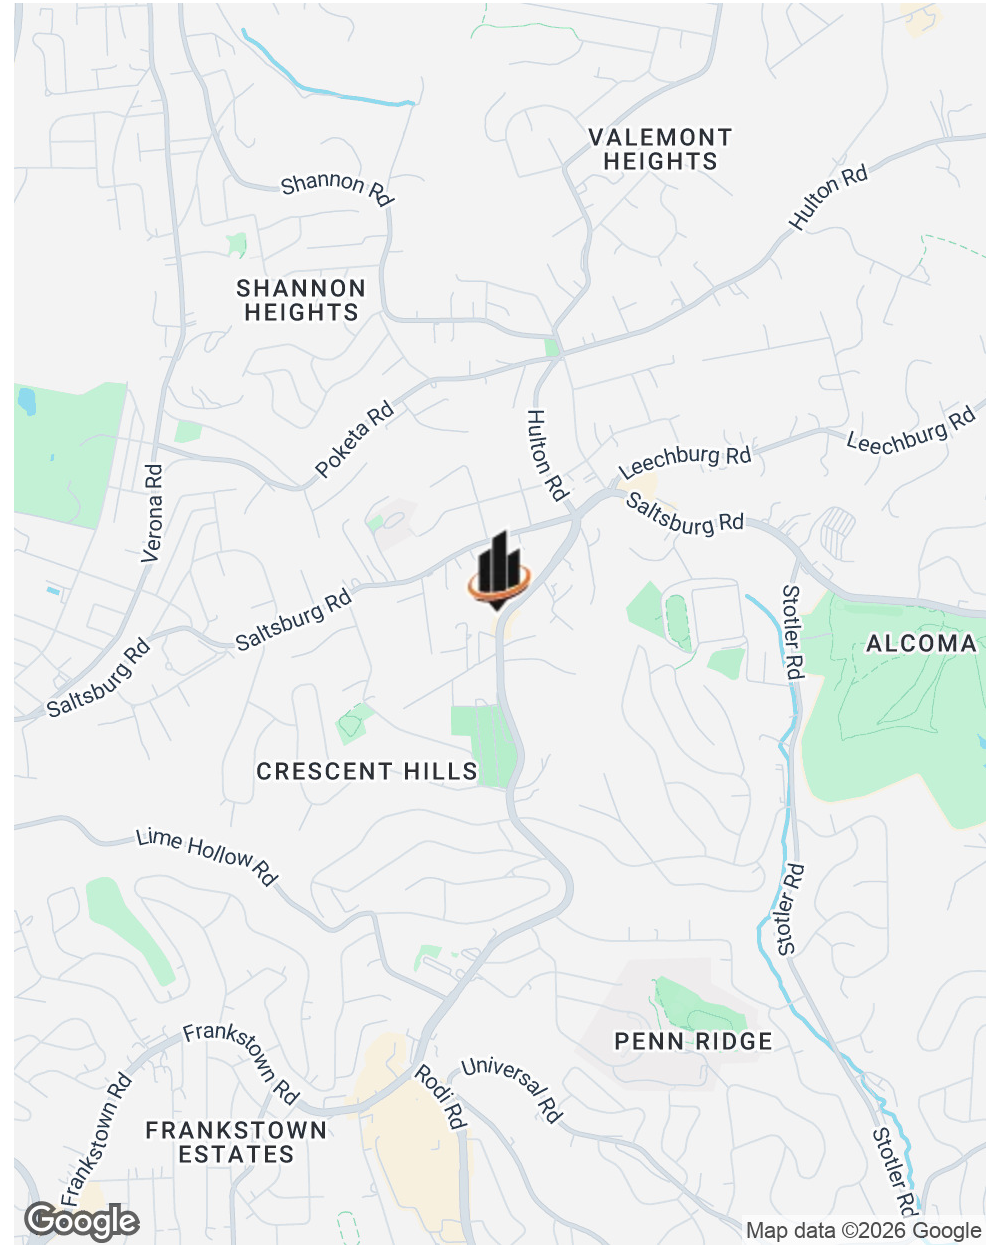 VALEMONT
HEIGHTS
Hulton Rd
Shannon Rd
SHANNON
HEIGHTS
Poketa Rd
Hulton Rd
Leechburg Rd
Leechburg Rd
Verona Rd
Saltsburg Rd
Saltsburg Rd
Stotler Rd
ALCOMA
Saltsburg Rd
CRESCENT HILLS
Lime Hollow Rd
Stotler Rd
PENN RIDGE
Frankstown Rd
Universal Rd
Rodi Rd
Frankstown Rd
FRANKSTOWN
ESTATES
Stotler Rd
Google
Map data ©2026 Google